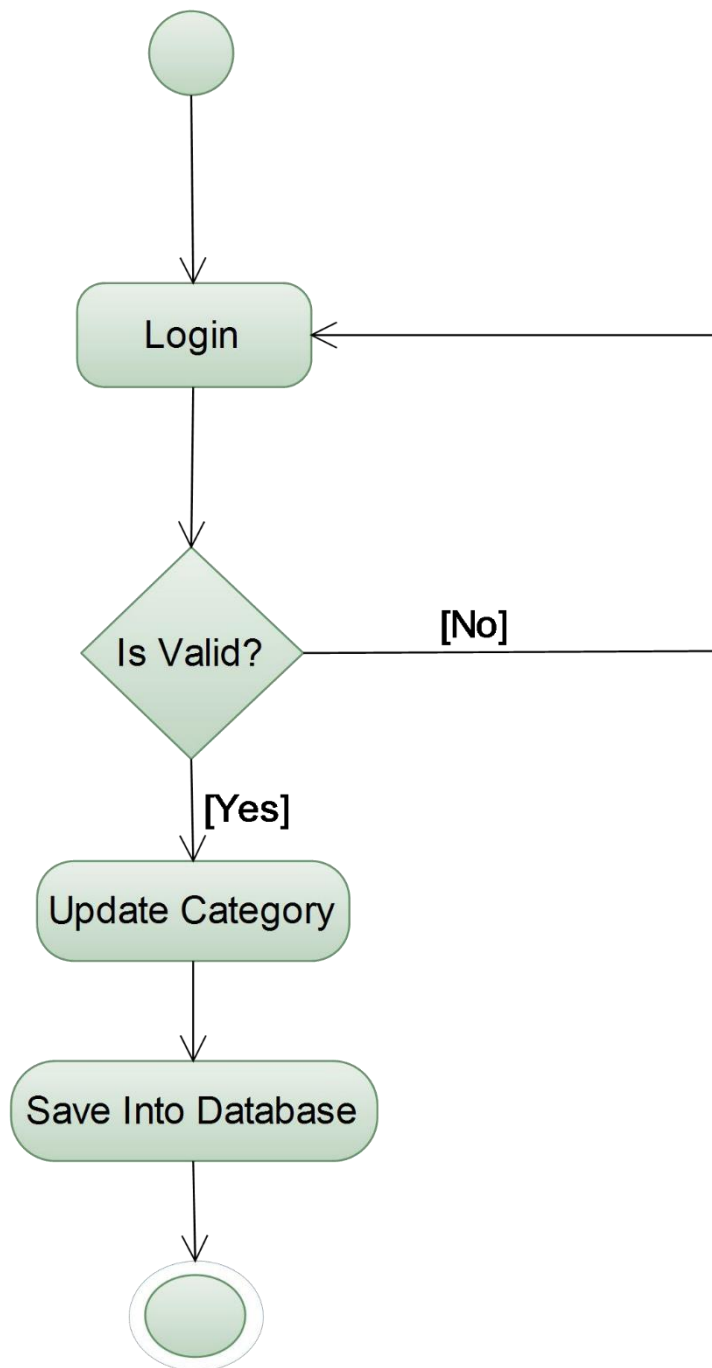 Login
Is Valid?
[No]
[Yes]
Update Category
Save Into Database